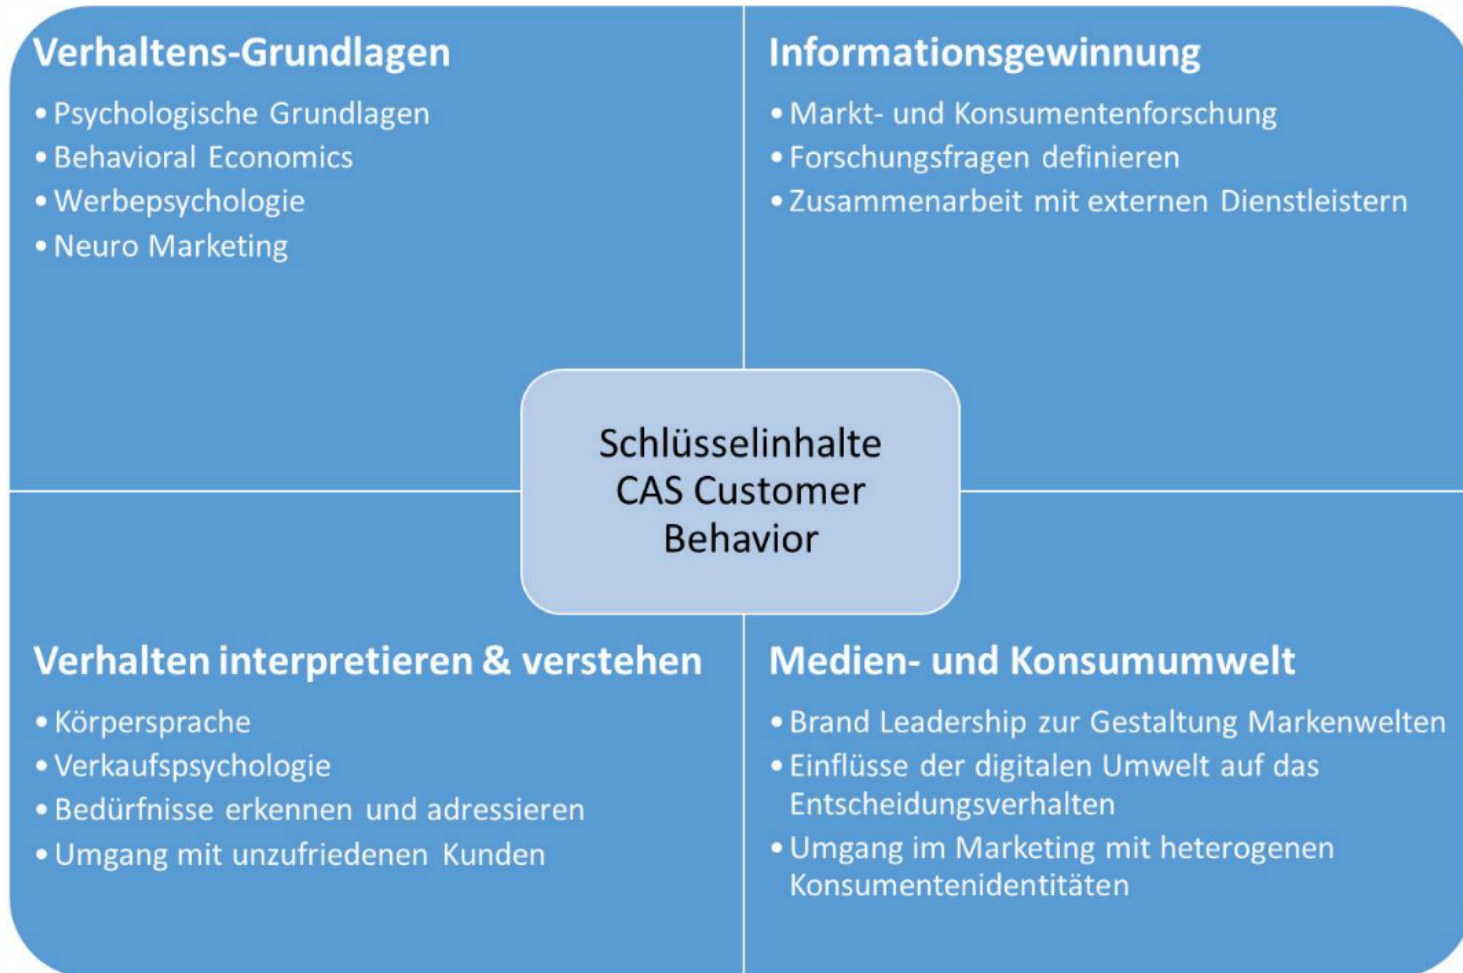 Verhaltens-Grundlagen
• Psychologische Grundlagen
• Behavioral Economics
• Werbepsychologie
• Neuro Marketing
Informationsgewinnung
• Markt- und Konsumentenforschung
• Forschungsfragen definieren
• Zusammenarbeit mit externen Dienstleistern
Schlüsselinhalte
CAS Customer
Behavior
Verhalten interpretieren & verstehen
• Körpersprache
• Verkaufspsychologie
• Bedürfnisse erkennen und adressieren
• Umgang mit unzufriedenen Kunden
Medien- und Konsumumwelt
• Brand Leadership zur Gestaltung Markenwelten
• Einflüsse der digitalen Umwelt auf das
Entscheidungsverhalten
• Umgang im Marketing mit heterogenen
Konsumentenidentitäten